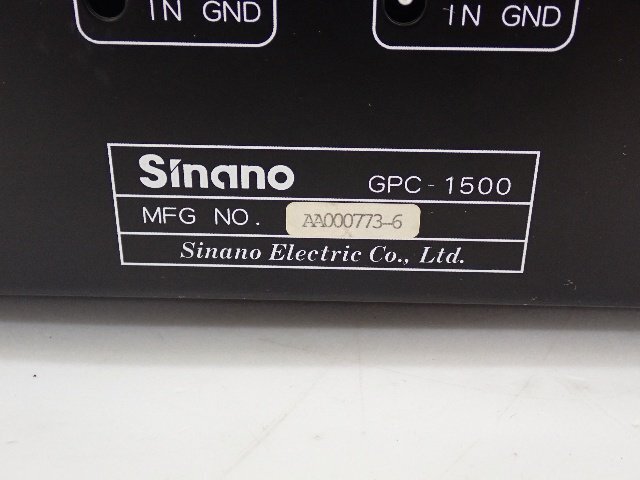 IN GND
IN GND
Sinano GPC-1500
MFG NO. AA000773-6
Sinano Electric Co., Ltd.